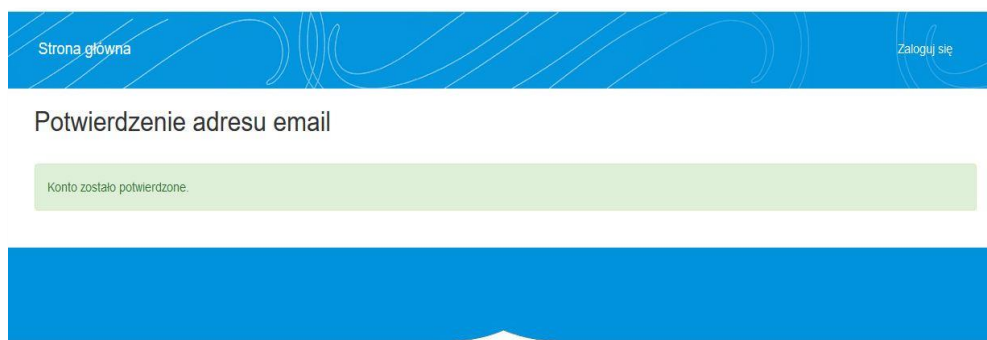 Strona główna
Zaloguj się
Potwierdzenie adresu email
Konto zostało potwierdzone.